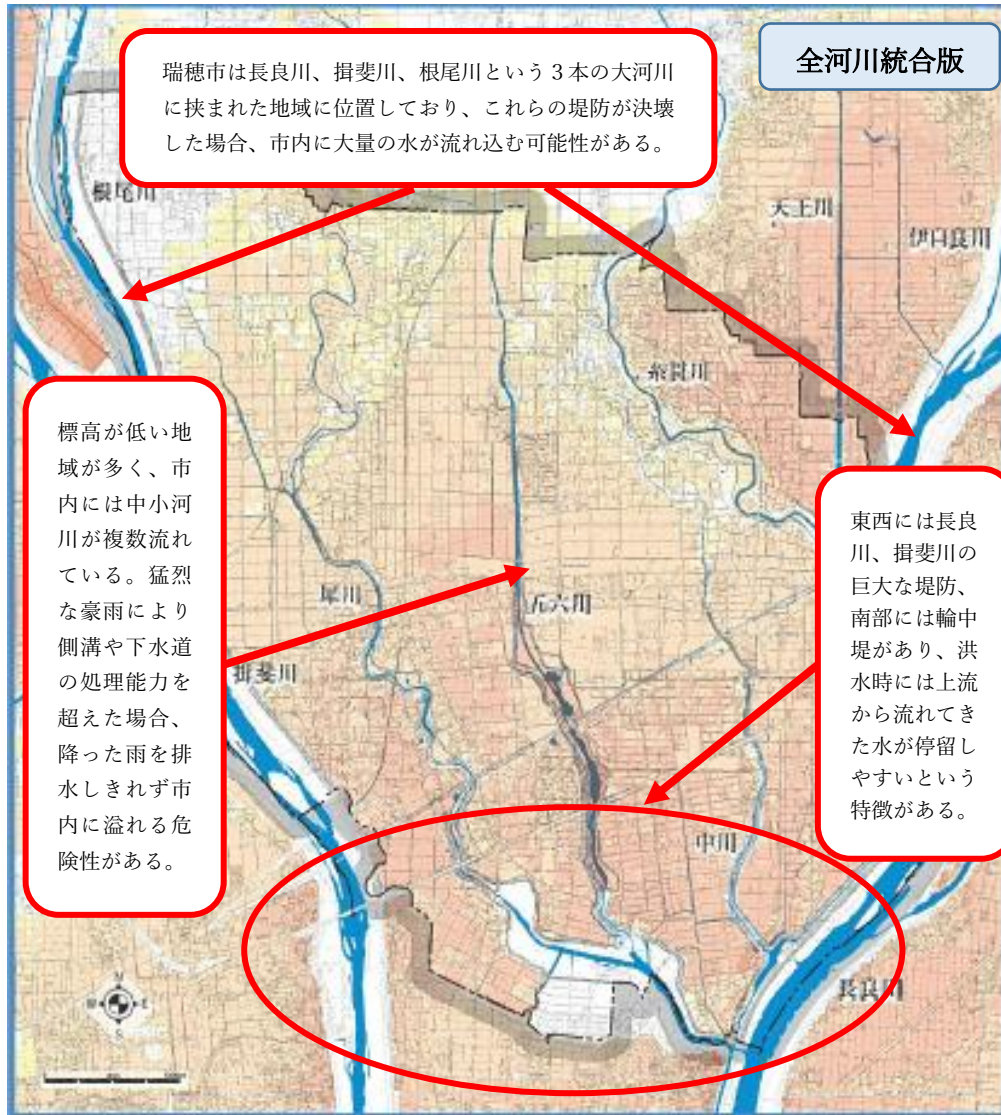 全河川統合版
瑞穂市は長良川、揖斐川、根尾川という3本の大河川
に挟まれた地域に位置しており、これらの堤防が決壊
した場合、市内に大量の水が流れ込む可能性がある。
根尾川
天王川
伊自良川
糸貫川
標高が低い地
域が多く、市
内には中小河
川が複数流れ
ている。猛烈
な豪雨により
側溝や下水道
の処理能力を
超えた場合、
降った雨を排
水しきれず市
内に溢れる危
険性がある。
東西には長良
川、揖斐川の
巨大な堤防、
南部には輪中
堤があり、洪
水時には上流
から流れてき
た水が停留し
やすいという
特徴がある。
犀川
五六川
揖斐川
中川
長良川
N
W
E
S